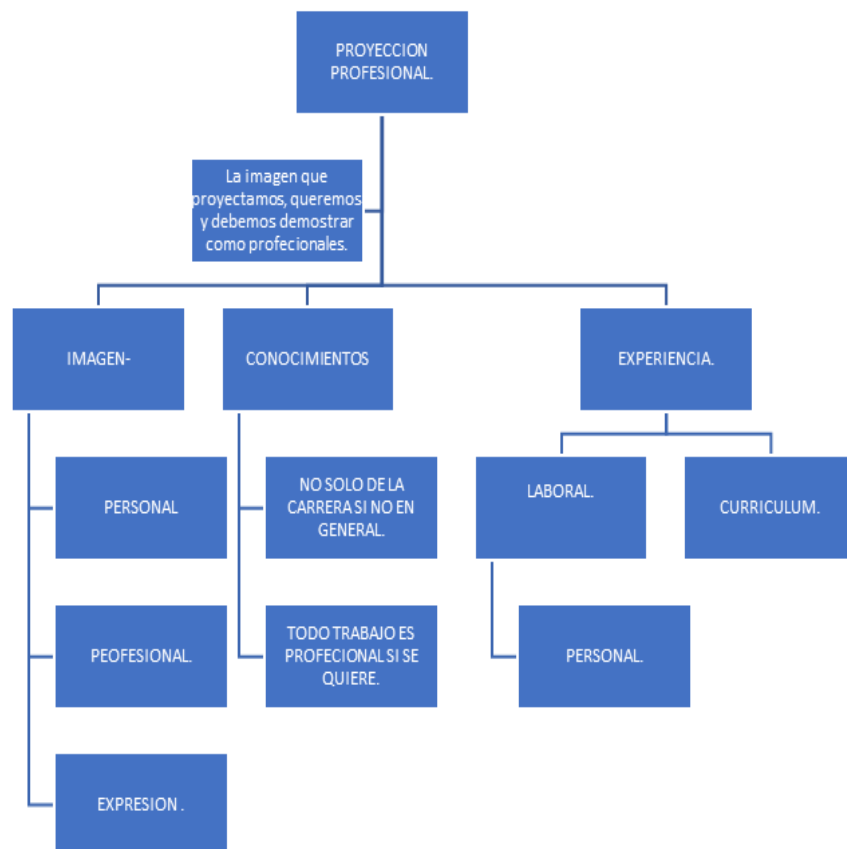 PROYECCION
PROFESIONAL.
La imagen que
proyectamos, queremos
y debemos demostrar
como profecionales.
IMAGEN-
CONOCIMIENTOS
EXPERIENCIA.
PERSONAL
NO SOLO DE LA
CARRERA SI NO EN
GENERAL.
LABORAL.
CURRICULUM.
PEOFESIONAL.
TODO TRABAJO ES
PROFECIONAL SI SE
QUIERE.
PERSONAL.
EXPRESION .